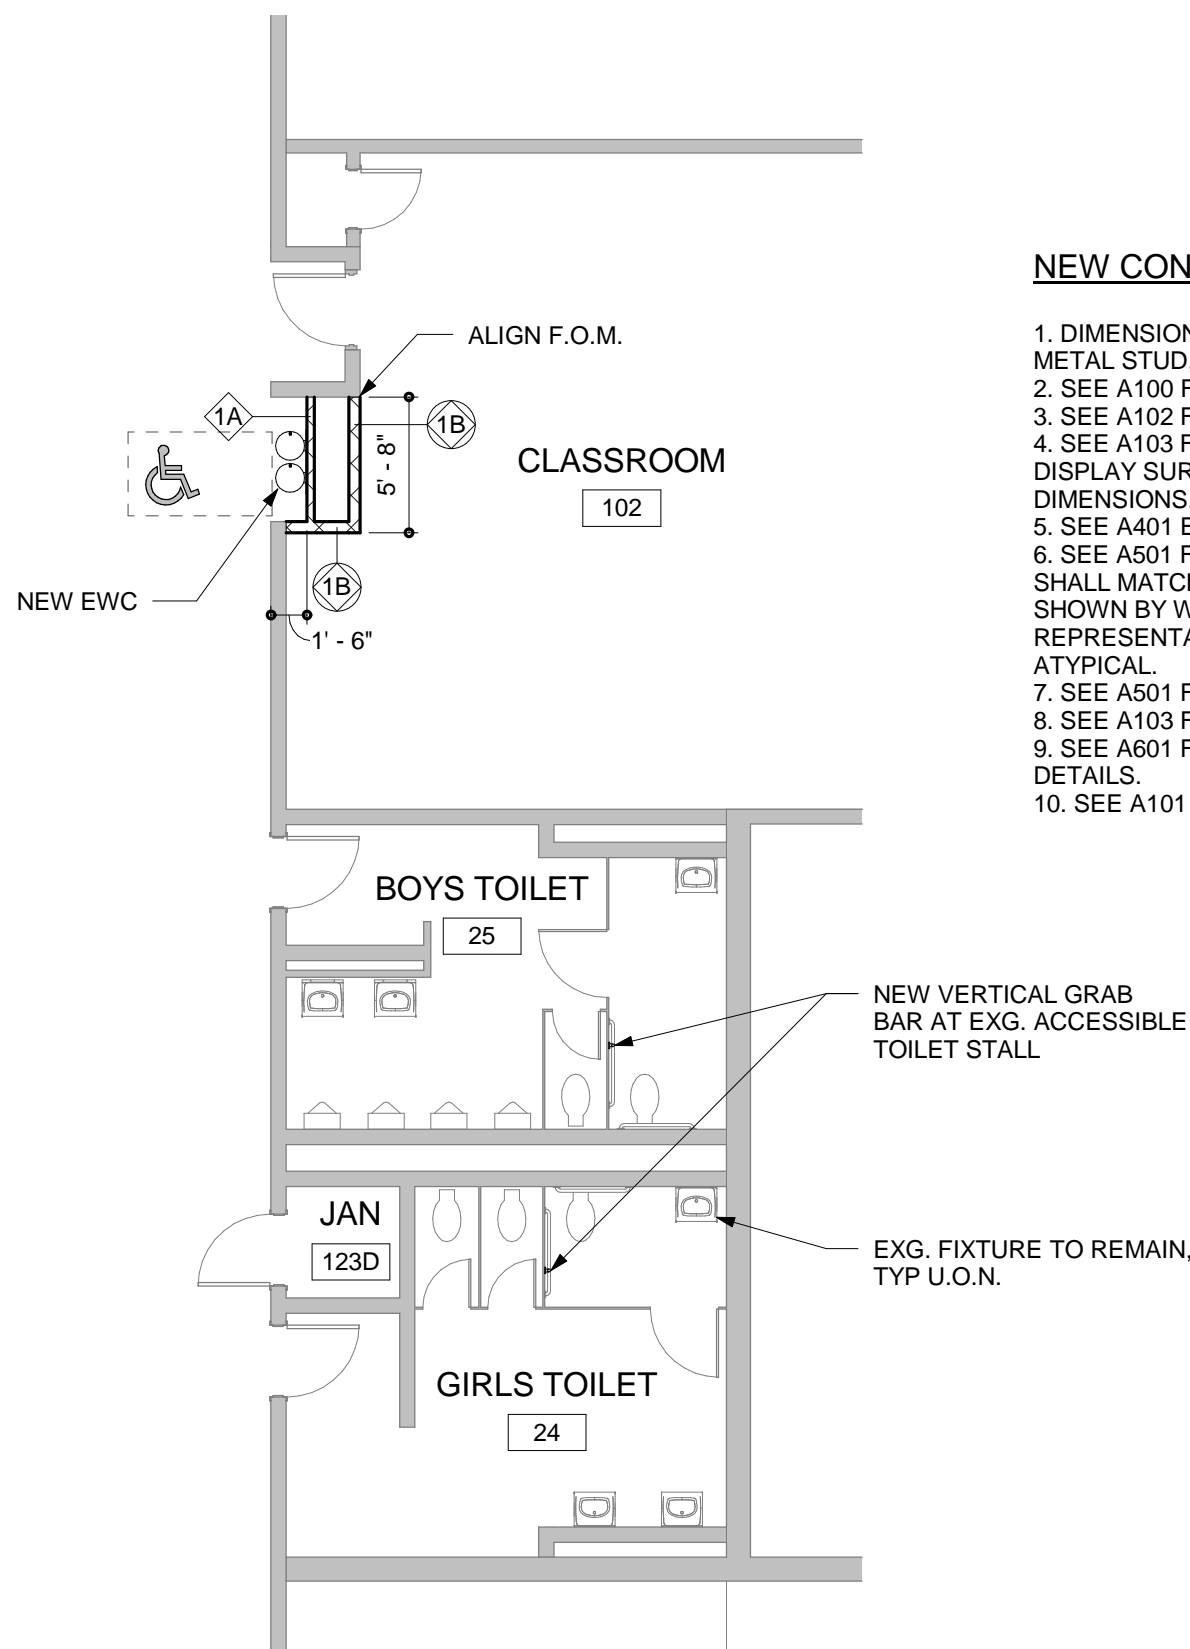 NEW CON
1. DIMENSION
METAL STUD
2. SEE A100 F
3. SEE A102 F
4. SEE A103 F
DISPLAY SUR
DIMENSIONS.
5. SEE A401 E
6. SEE A501 F
SHALL MATCH
SHOWN BY W
REPRESENTA
ATYPICAL.
7. SEE A501 F
8. SEE A103 F
9. SEE A601 F
DETAILS.
10. SEE A101
ALIGN F.O.M.
1A
1B
5' - 8"
CLASSROOM
102
1B
NEW EWC
1' - 6"
BOYS TOILET
25
NEW VERTICAL GRAB
BAR AT EXG. ACCESSIBLE
TOILET STALL
JAN
123D
EXG. FIXTURE TO REMAIN,
TYP U.O.N.
GIRLS TOILET
24